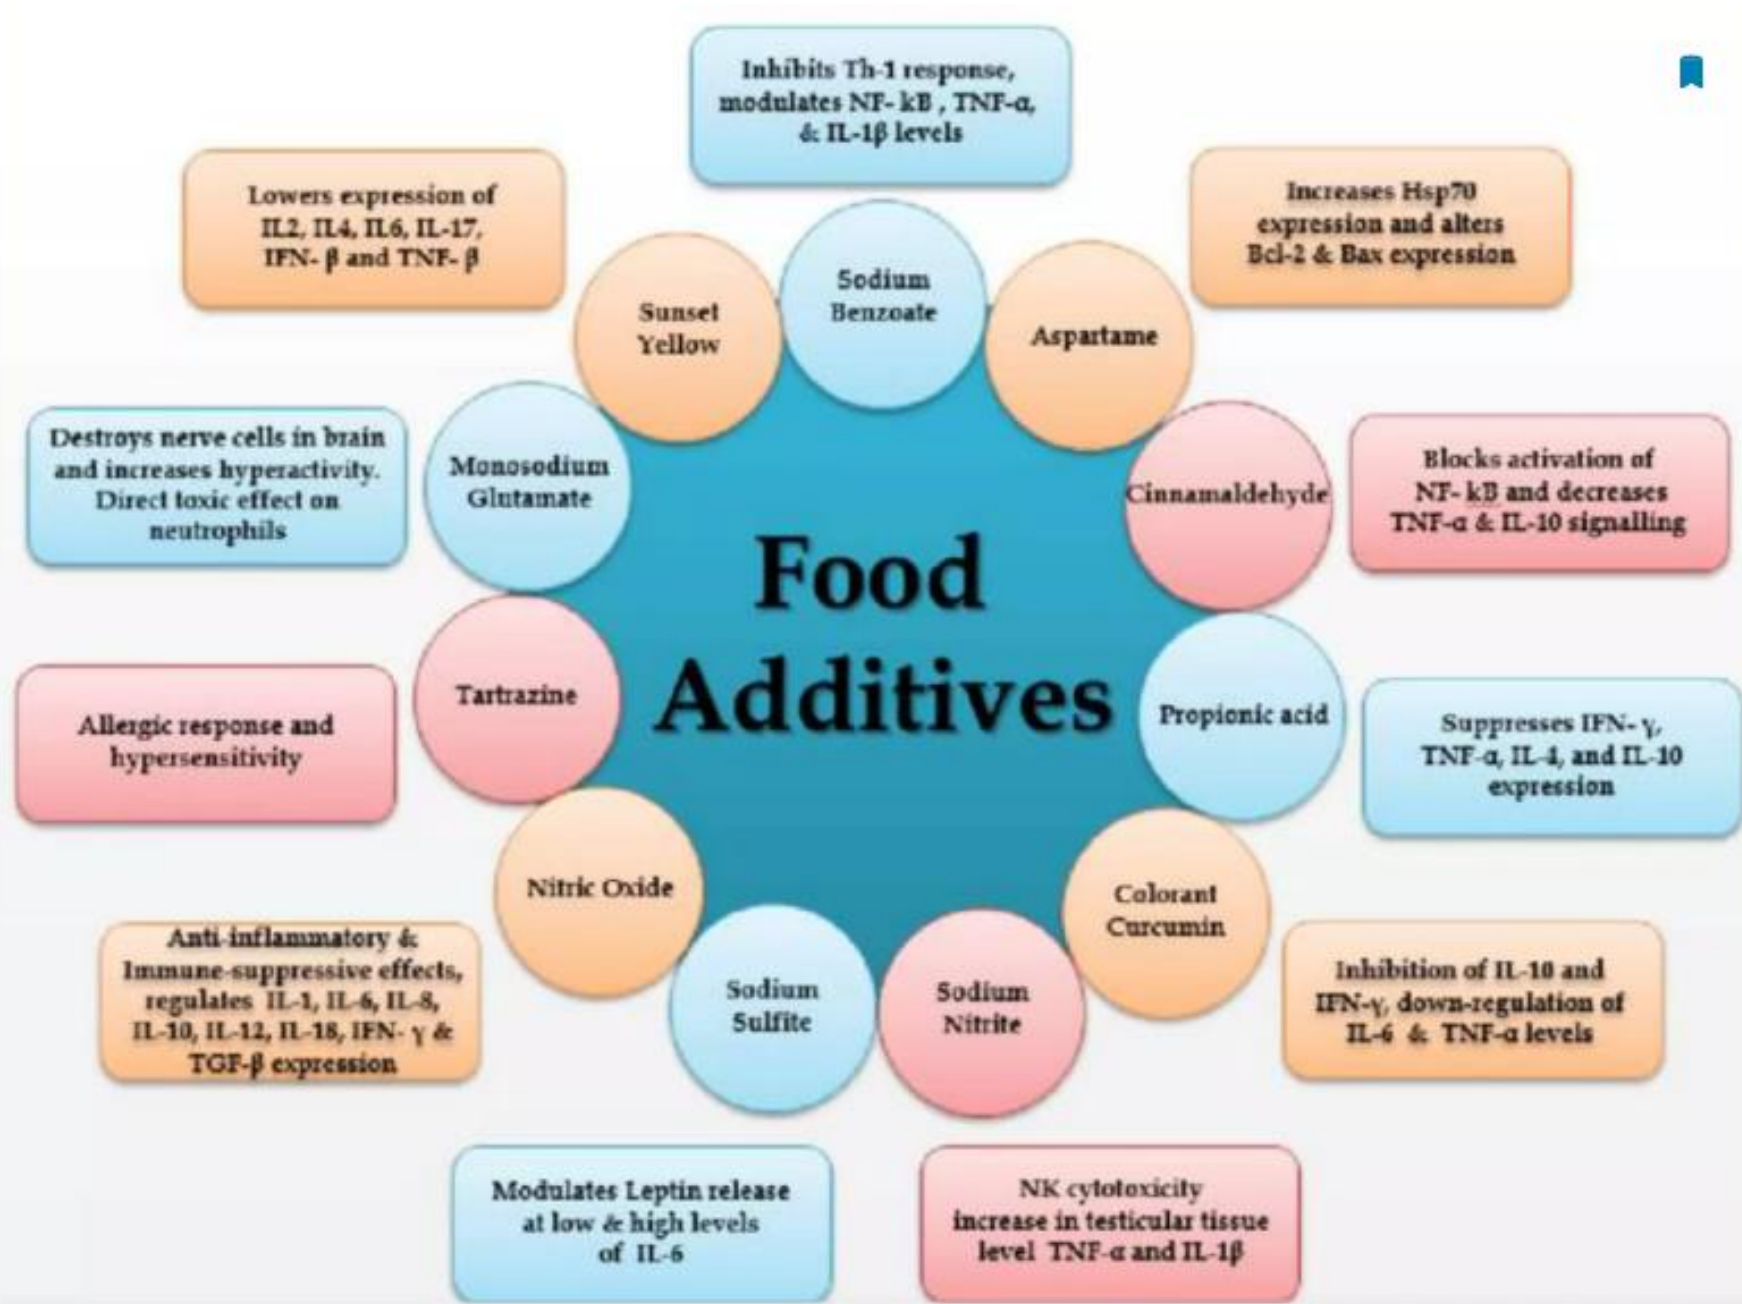 Inhibits Th-1 response,
modulates NF- kB , TNF-α,
& IL-1β levels
Lowers expression of
IL2, IL4, IL6, IL-17,
IFN- β and TNF- β
Increases Hsp70
expression and alters
Bcl-2 & Bax expression
Sodium
Benzoate
Sunset
Yellow
Aspartame
Destroys nerve cells in brain
and increases hyperactivity.
Direct toxic effect on
neutrophils
Monosodium
Glutamate
Cinnamaldehyde
Blocks activation of
NF- kB and decreases
TNF-α & IL-10 signalling
Food
Additives
Allergic response and
hypersensitivity
Tartrazine
Propionic acid
Suppresses IFN- γ,
TNF-α, IL-4, and IL-10
expression
Nitric Oxide
Colorant
Curcumin
Anti-inflammatory &
Immune-suppressive effects,
regulates IL-1, IL-6, IL-8,
IL-10, IL-12, IL-18, IFN- γ &
TGF-β expression
Sodium
Sulfite
Sodium
Nitrite
Inhibition of IL-10 and
IFN-γ, down-regulation of
IL-6 & TNF-α levels
Modulates Leptin release
at low & high levels
of IL-6
NK cytotoxicity
increase in testicular tissue
level TNF-α and IL-1β